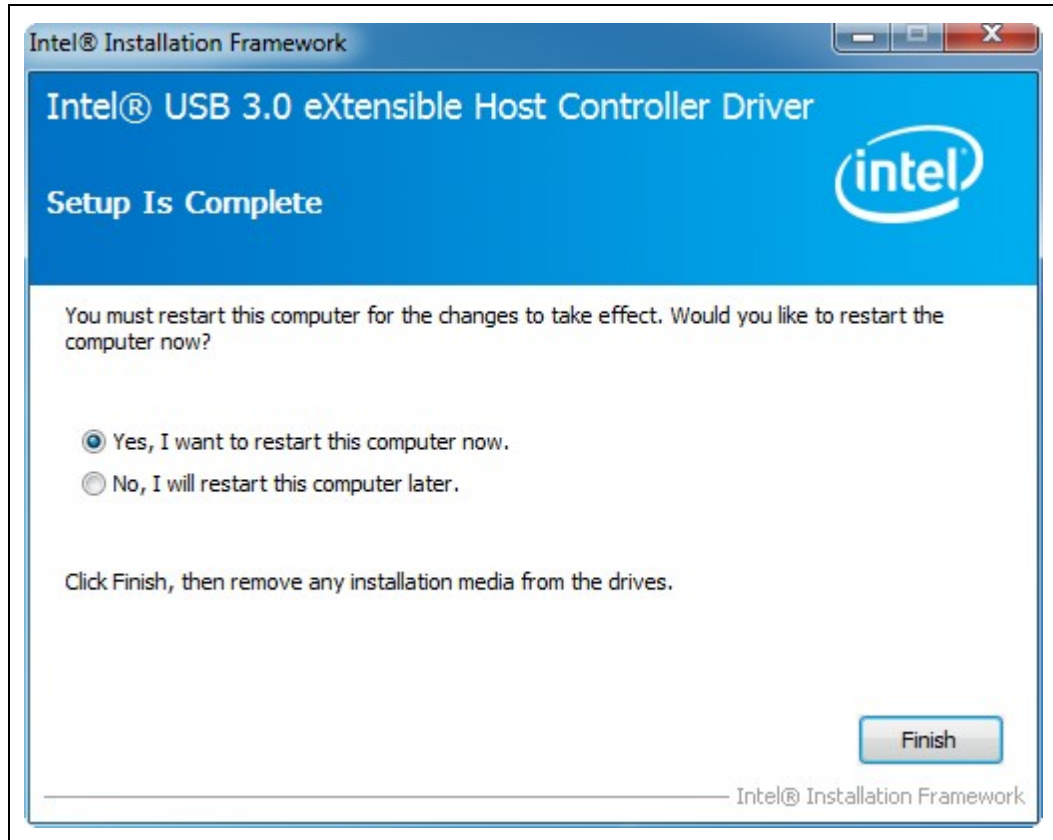 Intel® Installation Framework
Intel® USB 3.0 eXtensible Host Controller Driver
intel
Setup Is Complete
You must restart this computer for the changes to take effect. Would you like to restart the
computer now?
Yes, I want to restart this computer now.
No, I will restart this computer later.
Click Finish, then remove any installation media from the drives.
Finish
Intel® Installation Framework